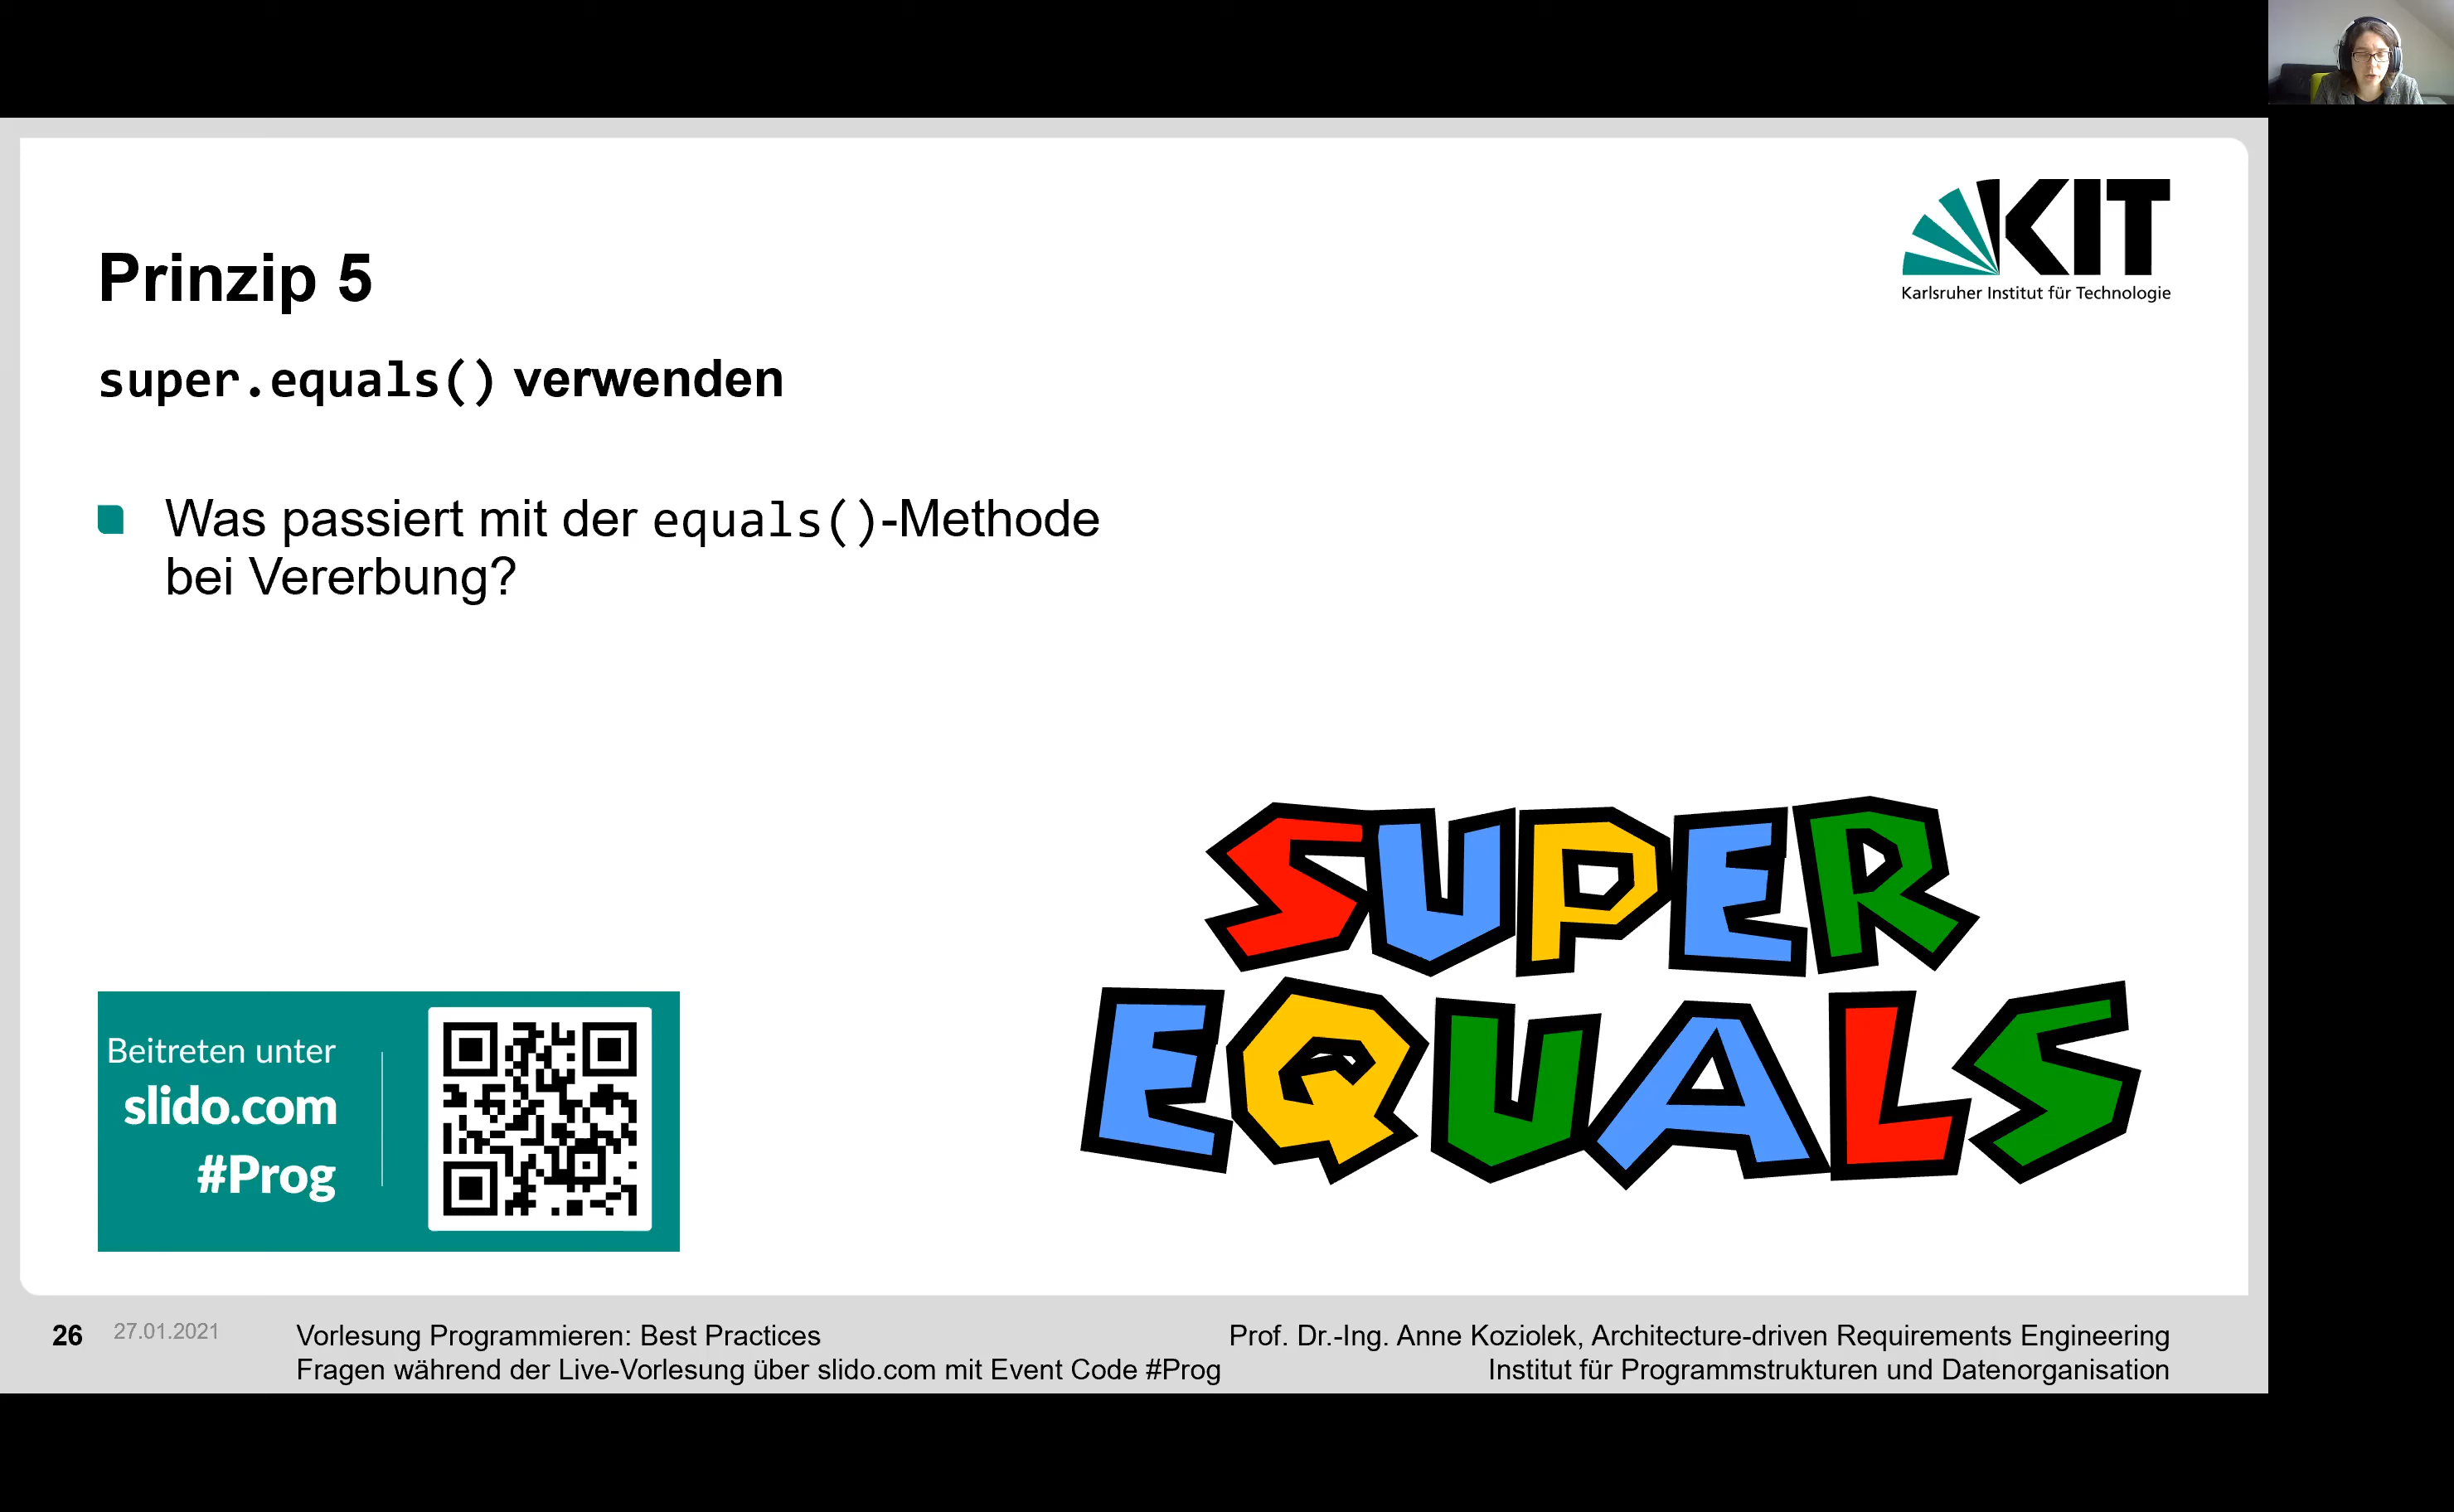 KIT
Karlsruher Institut für Technologie
Prinzip 5
super.equals() verwenden
Was passiert mit der equals()-Methode
bei Vererbung?
SUPER
EQUALS
Beitreten unter
slido.com
#Prog
26
27.01.2021
Vorlesung Programmieren: Best Practices
Fragen während der Live-Vorlesung über slido.com mit Event Code #Prog
Prof. Dr.-Ing. Anne Koziolek, Architecture-driven Requirements Engineering
Institut für Programmstrukturen und Datenorganisation